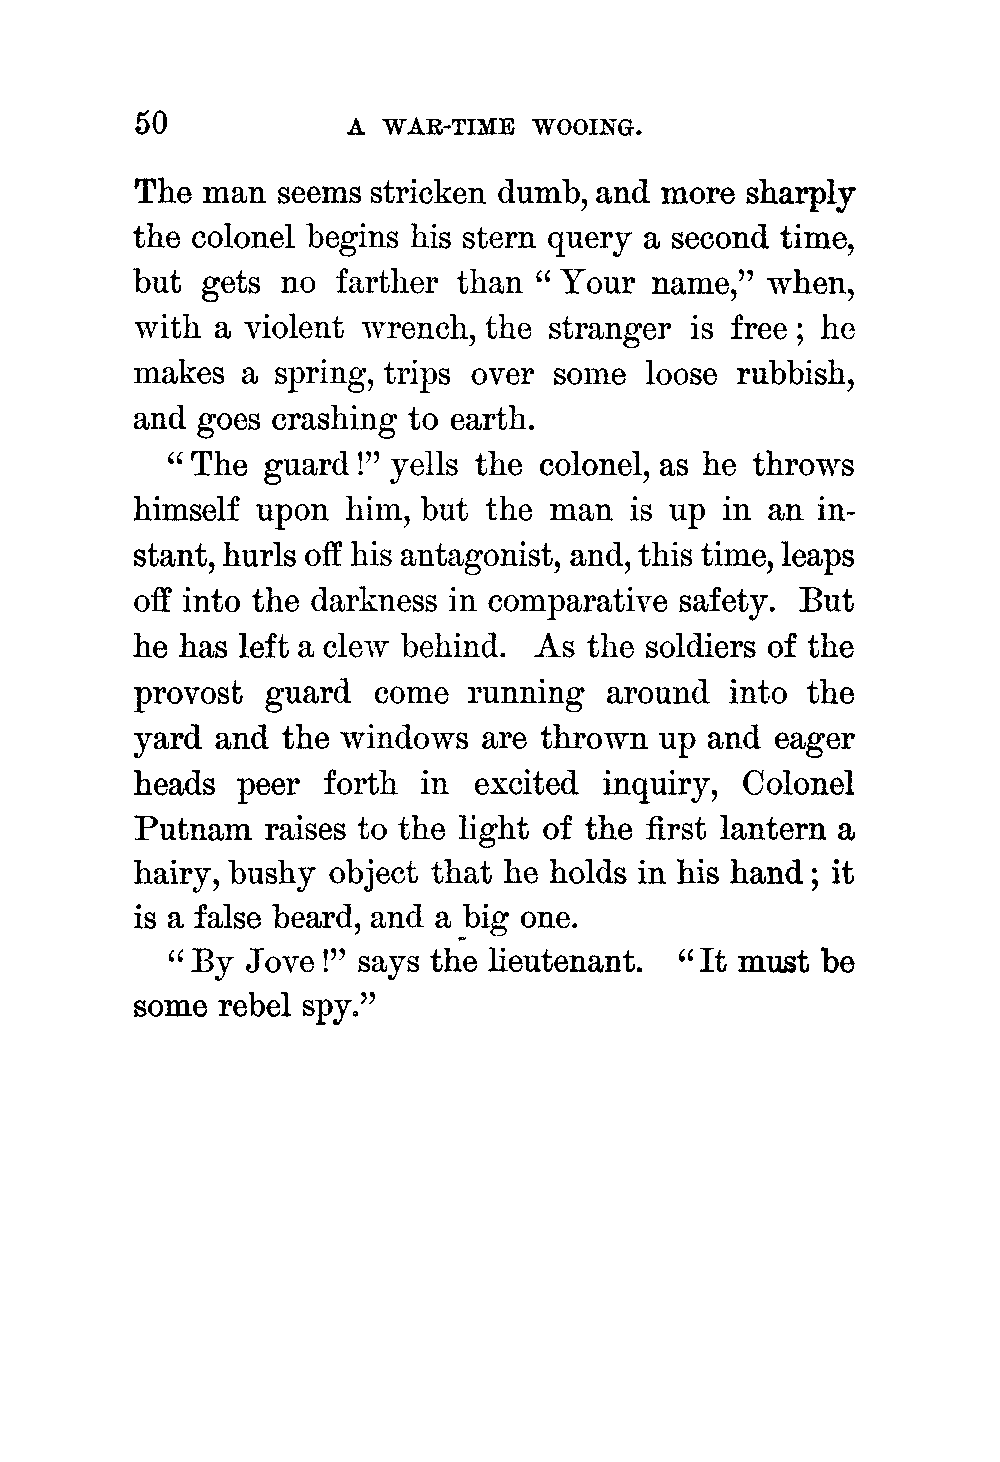 50 A WAR-TIME WOOING.
The man seems stricken dumb, and more sharply
the colonel begins his stern query a second time,
but gets no farther than “Your name,” when,
with a violent wrench, the stranger is free; he
makes a spring, trips over some loose rubbish,
and goes crashing to earth.
“The guard!” yells the colonel, as he throws
himself upon him, but the man is up in an in-
stant, hurls off his antagonist, and, this time, leaps
off into the darkness in comparative safety. But
he has left a clew behind. As the soldiers of the
provost guard come running around into the
yard and the windows are thrown up and eager
heads peer forth in excited inquiry, Colonel
Putnam raises to the light of the first lantern a
hairy, bushy object that he holds in his hand; it
is a false beard, and a big one.
“By Jove!” says the lieutenant. “It must be
some rebel spy.”